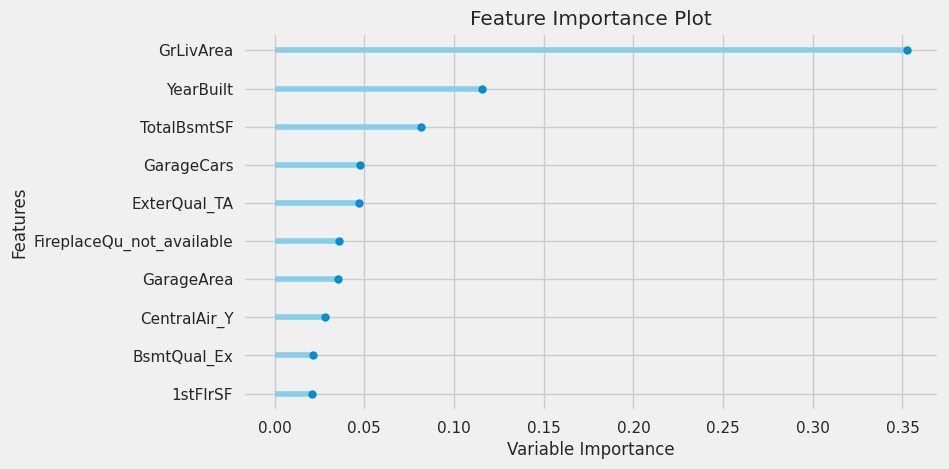 Feature Importance Plot
Features
GrLivArea
YearBuilt
TotalBsmtSF
GarageCars
ExterQual_TA
FireplaceQu_not_available
GarageArea
CentralAir_Y
BsmtQual_Ex
1stFlrSF
0.00 0.05 0.10 0.15 0.20 0.25 0.30 0.35
Variable Importance